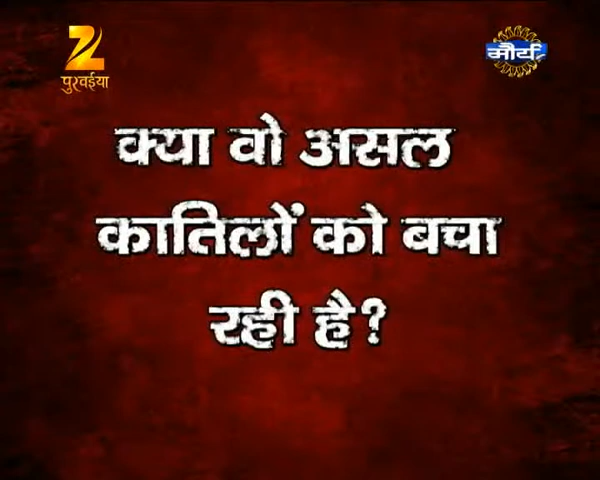 पुरवईया
मौर्य
क्या वो असल
कातिलों को बचा
रही है?